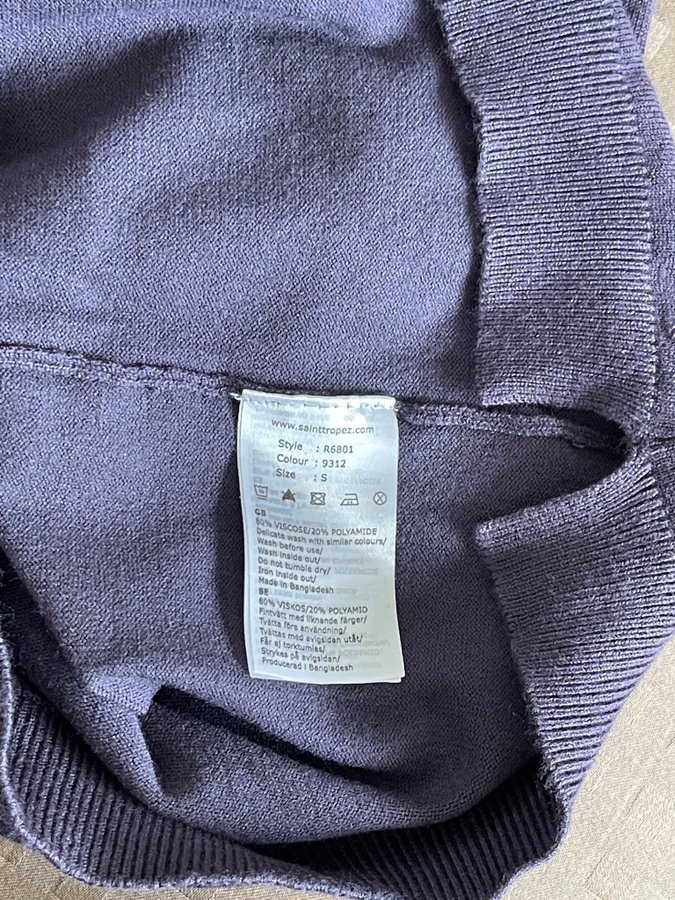 www.sainttropez.com
Style : R6801
Colour : 9312
Size : S
GB
80% VISCOSE/20% POLYAMIDE
Delicate wash with similar colours/
Wash before use/
Wash inside out/
Do not tumble dry/
Iron inside out/
Made in Bangladesh
SE
80% VISKOS/20% POLYAMID
Fintvätt med liknande färger/
Tvätta före användning/
Tvättas med avigsidan utåt/
Får ej torktumlas/
Strykes på avigsidan/
Producerad i Bangladesh